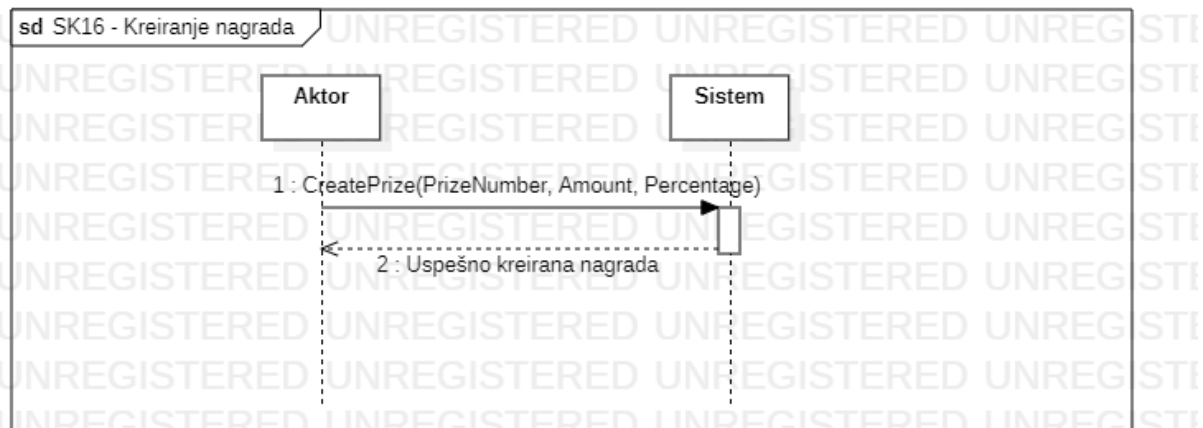 sd SK16 - Kreiranje nagrada
Aktor
Sistem
1 : CreatePrize(PrizeNumber, Amount, Percentage)
2 : Uspešno kreirana nagrada
UNREGISTERED UNREGISTERED UNREGISTERED